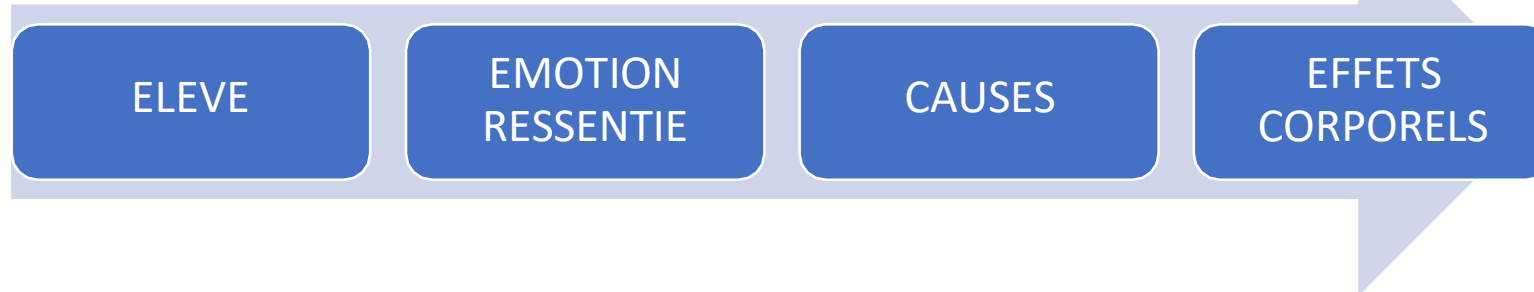 ELEVE
EMOTION
RESSENTIE
CAUSES
EFFETS
CORPORELS